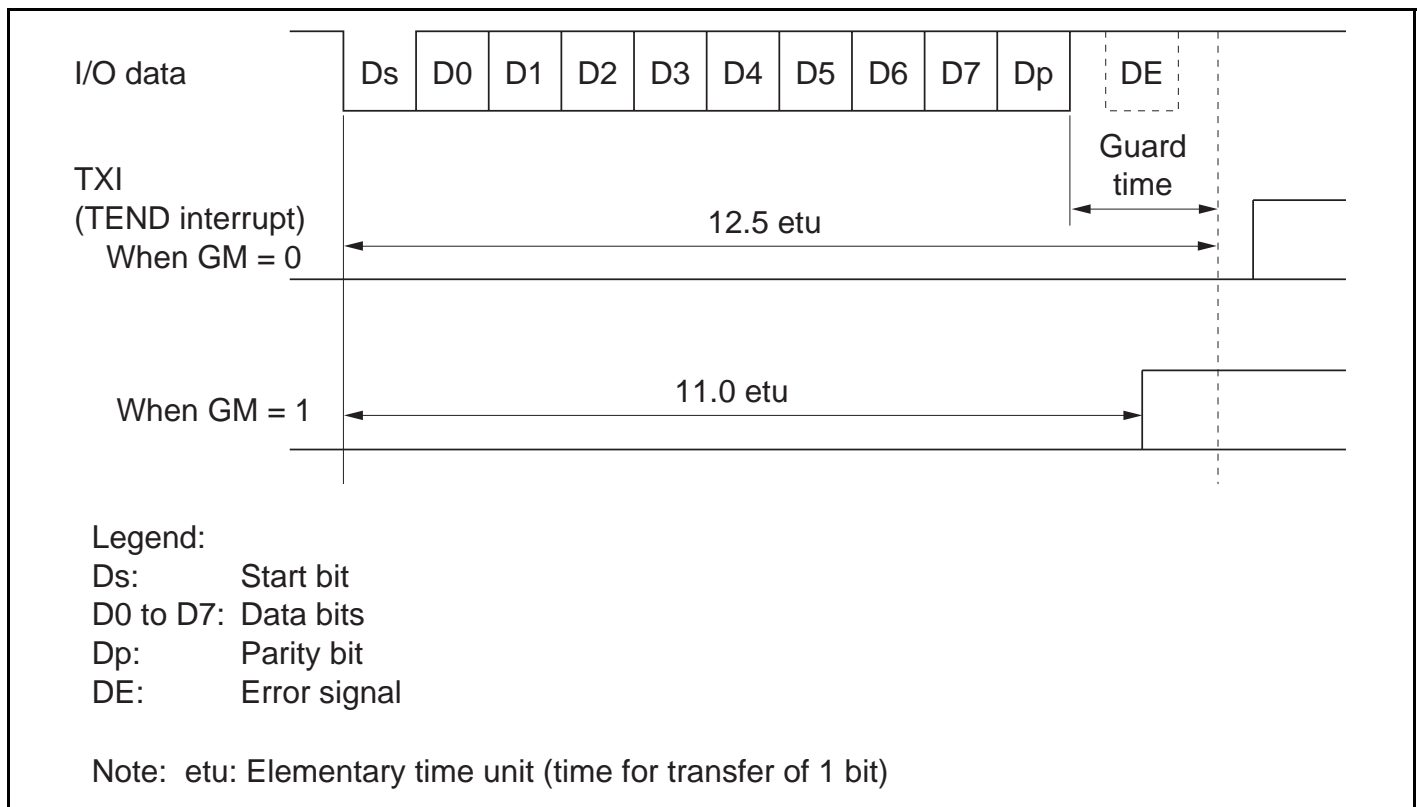 I/O data
Ds D0 D1 D2 D3 D4 D5 D6 D7 Dp DE
Guard
time
TXI
(TEND interrupt)
When GM = 0
12.5 etu
When GM = 1
11.0 etu
Legend:
Ds: Start bit
D0 to D7: Data bits
Dp: Parity bit
DE: Error signal
Note: etu: Elementary time unit (time for transfer of 1 bit)